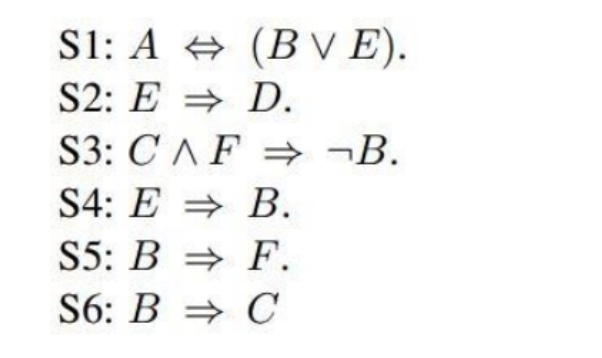 S1: A ⇔ (B ∨ E).
S2: E ⇒ D.
S3: C ∧ F ⇒ ¬B.
S4: E ⇒ B.
S5: B ⇒ F.
S6: B ⇒ C